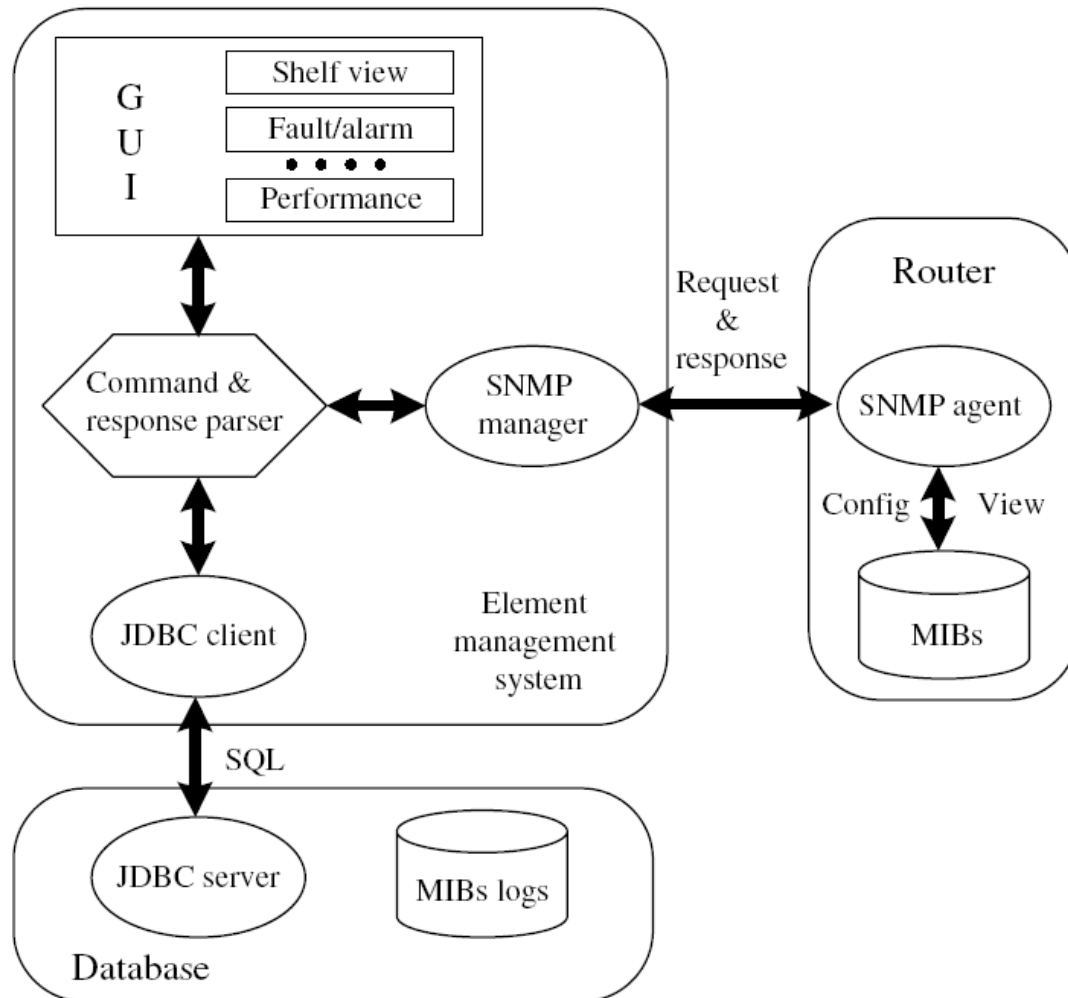 G
U
I
Shelf view
Fault/alarm
Performance
Command &
response parser
SNMP
manager
Request
&
response
Router
SNMP agent
Config
View
MIBs
JDBC client
Element
management
system
SQL
JDBC server
MIBs logs
Database